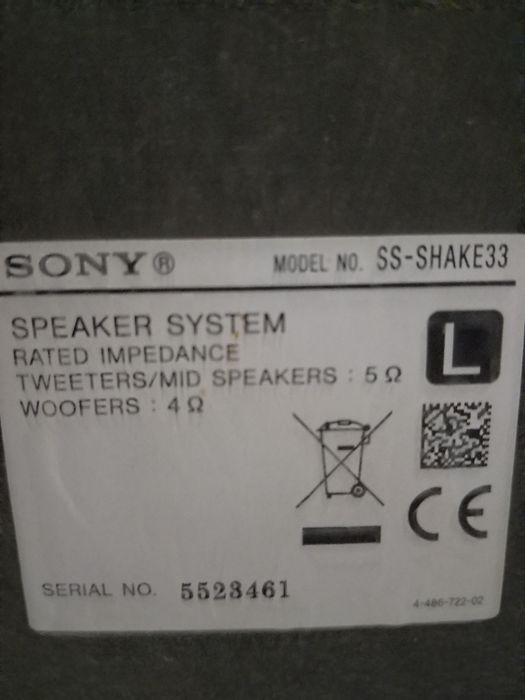 SONY® MODEL NO. SS-SHAKE33
SPEAKER SYSTEM
RATED IMPEDANCE
TWEETERS/MID SPEAKERS : 5 Ω
WOOFERS : 4 Ω
L
CE
SERIAL NO. 5523461
4-486-722-02